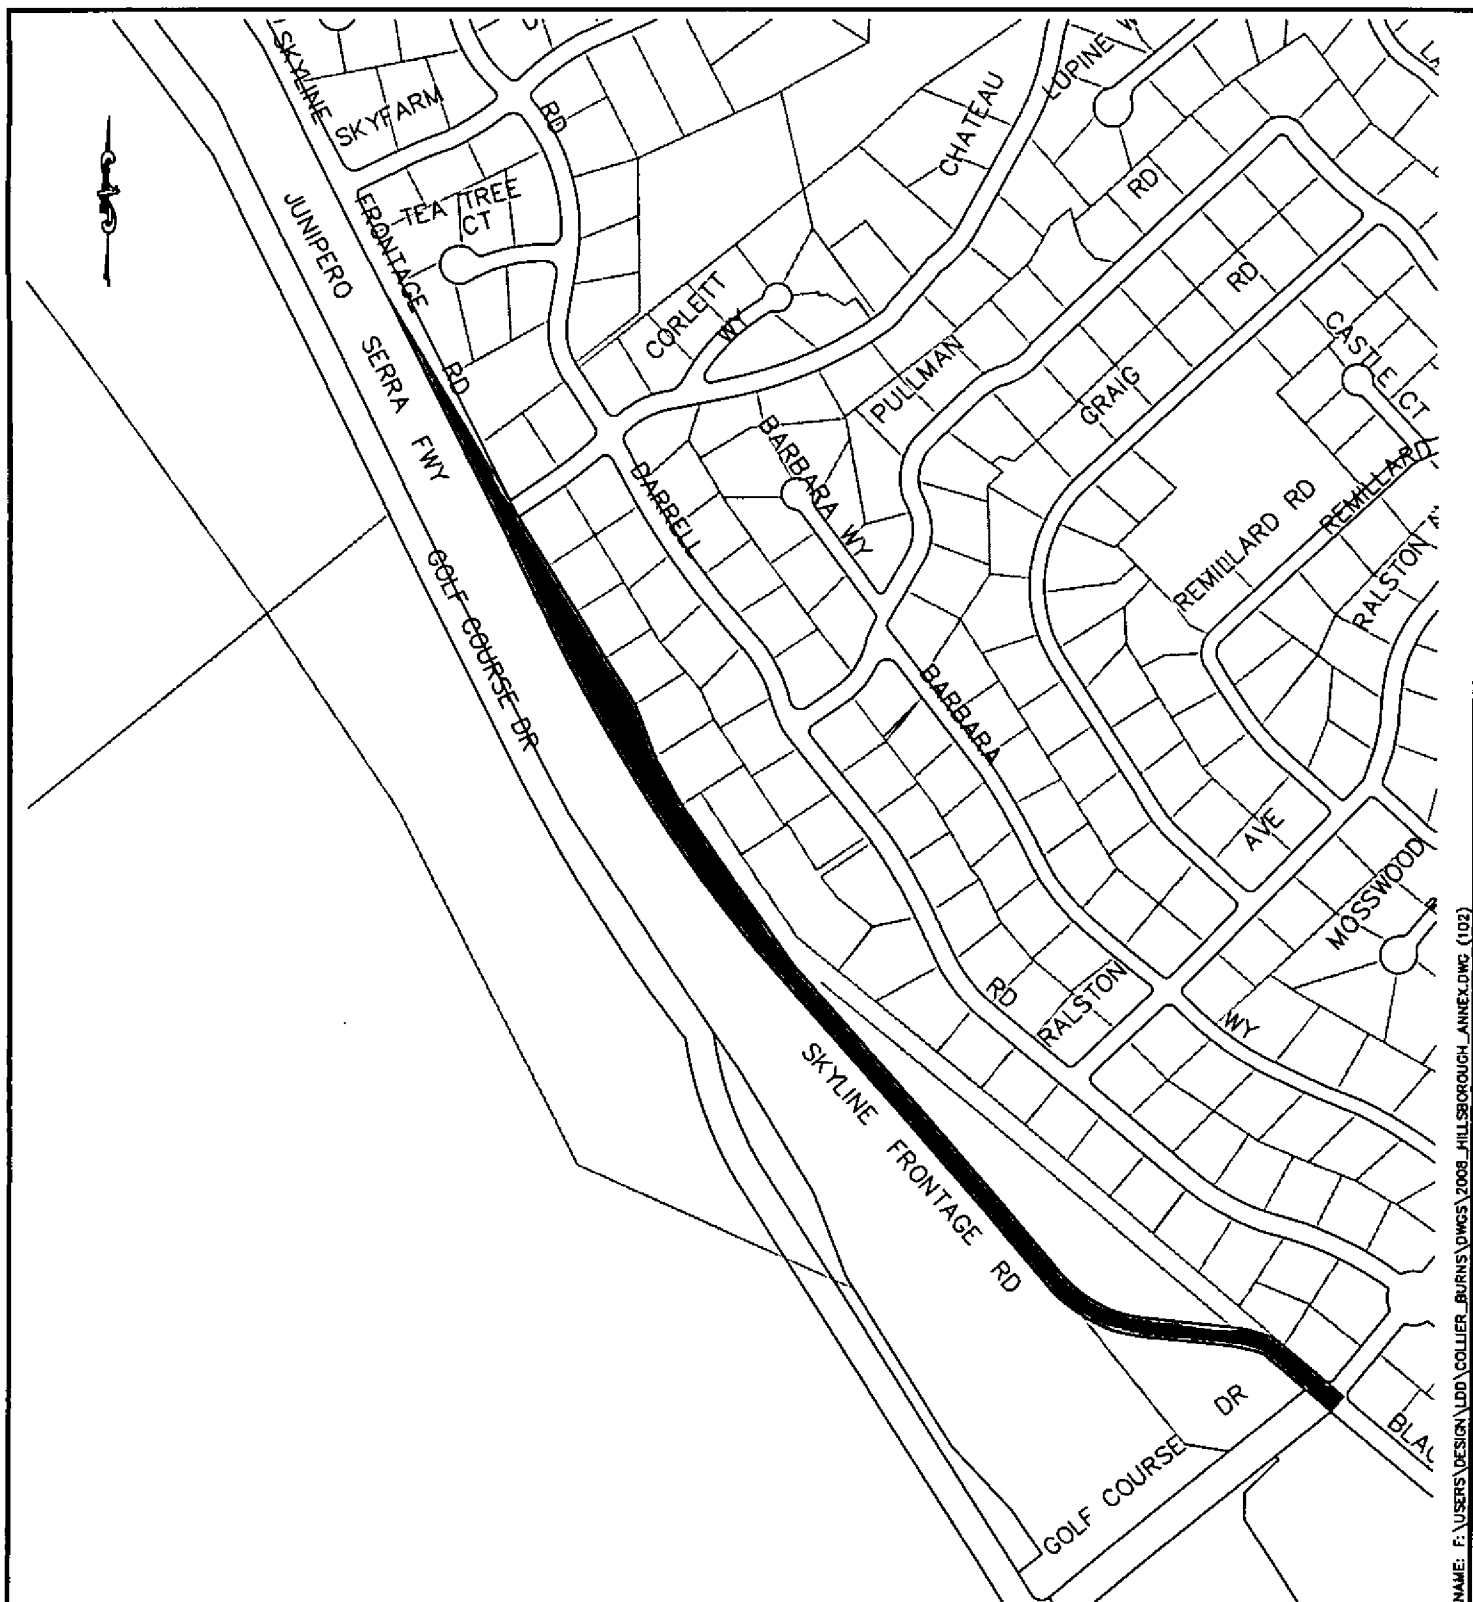 SKYLINE
SKYFARM
RD
TEA TREE
CT
FRONTAGE
RD
JUNIPERO
SERRA
FWY
GOLF COURSE DR
CORLETT
WY
CHATEAU
LUPINE
RD
PULLMAN
RD
CRAIG
CASTLE CT
BARBARA WY
DARRELL
REMILLARD RD
REMILLARD
RALSTON
BARBARA
AVE
MOSSWOOD
RD
RALSTON
WY
SKYLINE
FRONTAGE
RD
GOLF COURSE
DR
NAME: F:\USERS\DESIGN\LDD\COLLIER_BURNS\DWGS\2008_HILLSBOROUGH_ANNEX.DWG (102)